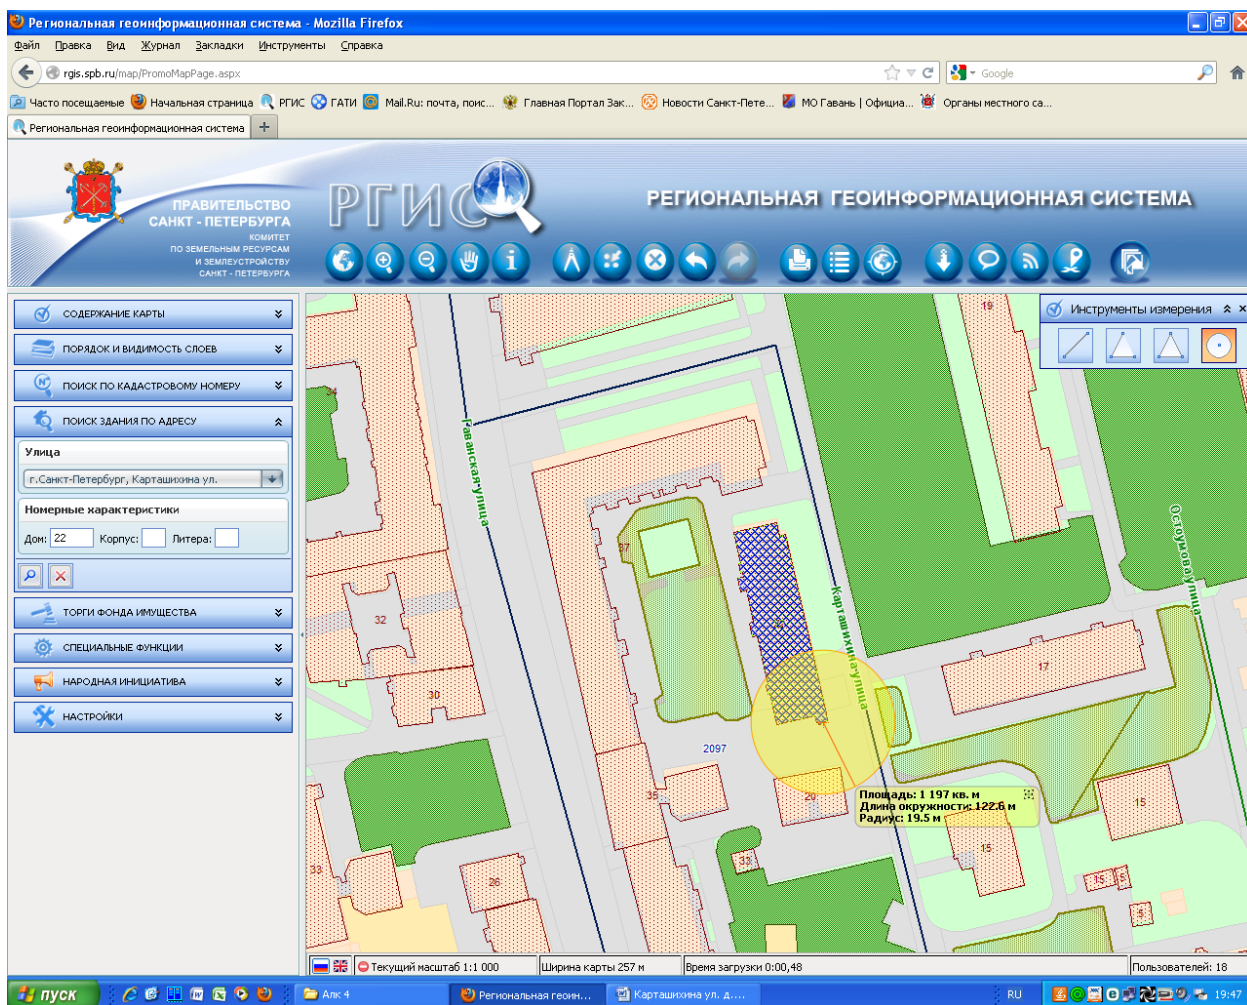 Региональная геоинформационная система - Mozilla Firefox
Файл Правка Вид Журнал Закладки Инструменты Справка
rgis.spb.ru/map/PromoMapPage.aspx
Google
Часто посещаемые Начальная страница РГИС ГАТИ Mail.Ru: почта, поис... Главная Портал Зак... Новости Санкт-Пете... МО Гавань | Официа... Органы местного са...
Региональная геоинформационная система
ПРАВИТЕЛЬСТВО
САНКТ - ПЕТЕРБУРГА
КОМИТЕТ
ПО ЗЕМЕЛЬНЫМ РЕСУРСАМ
И ЗЕМЛЕУСТРОЙСТВУ
САНКТ - ПЕТЕРБУРГА
РГИС
РЕГИОНАЛЬНАЯ ГЕОИНФОРМАЦИОННАЯ СИСТЕМА
СОДЕРЖАНИЕ КАРТЫ
ПОРЯДОК И ВИДИМОСТЬ СЛОЕВ
ПОИСК ПО КАДАСТРОВОМУ НОМЕРУ
ПОИСК ЗДАНИЯ ПО АДРЕСУ
Улица
г.Санкт-Петербург, Карташихина ул.
Номерные характеристики
Дом: 22 Корпус: Литера:
ТОРГИ ФОНДА ИМУЩЕСТВА
СПЕЦИАЛЬНЫЕ ФУНКЦИИ
НАРОДНАЯ ИНИЦИАТИВА
НАСТРОЙКИ
Инструменты измерения
19
34
Гаванская улица
37
Остоумова улица
Карташихина улица
32
30
17
2097
35
20
Площадь: 1 197 кв. м
Длина окружности: 122.6 м
Радиус: 19.5 м
15
15
33
33
26
15
5
5
Текущий масштаб 1:1 000
Ширина карты 257 м
Время загрузки 0:00,48
Пользователей: 18
пуск
Алк 4
Региональная геоин...
Карташихина ул. д....
RU
19:47